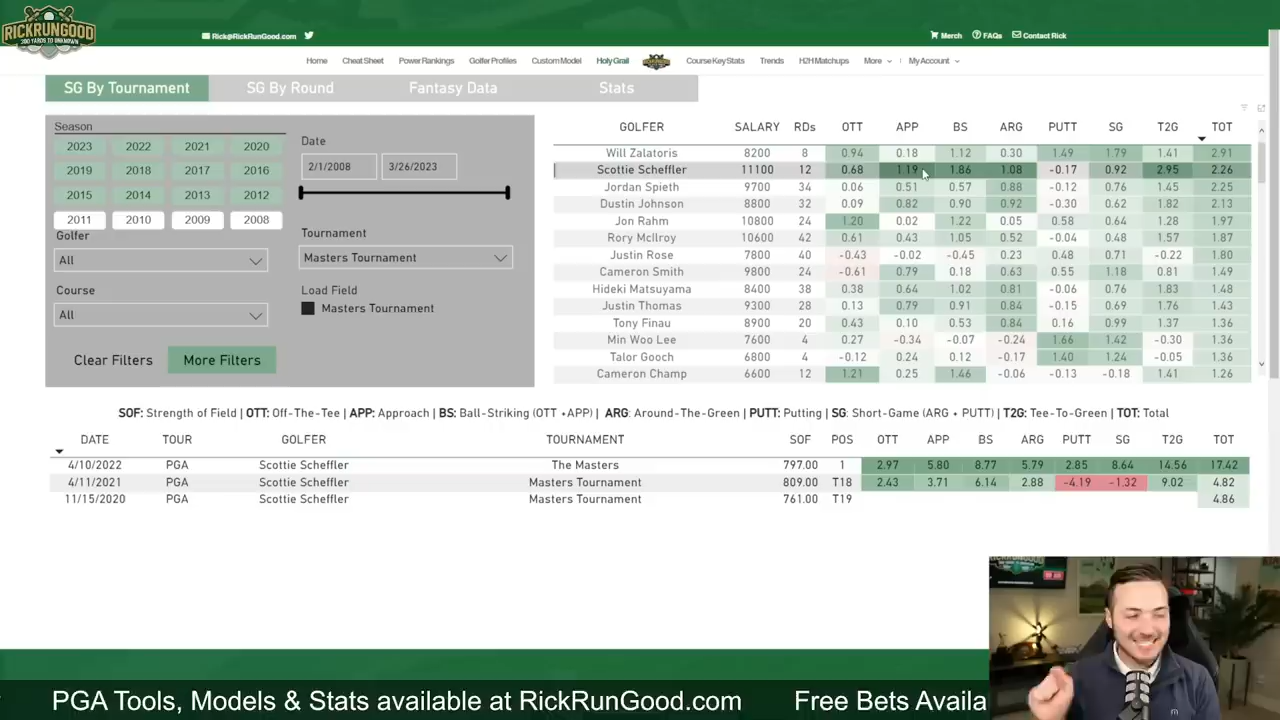 RICKRUNGOOD
300 YARDS TO UNKNOWN
Rick@RickRunGood.com
Merch FAQs Contact Rick
Home Cheat Sheet Power Rankings Golfer Profiles Custom Model Holy Grail Course Key Stats Trends H2H Matchups More My Account
SG By Tournament SG By Round Fantasy Data Stats
Season
2023 2022 2021 2020
2019 2018 2017 2016
2015 2014 2013 2012
2011 2010 2009 2008
Date
2/1/2008 3/26/2023
Golfer
All
Tournament
Masters Tournament
Course
All
Load Field
Masters Tournament
Clear Filters More Filters
GOLFER SALARY RDs OTT APP BS ARG PUTT SG T2G TOT
Will Zalatoris 8200 8 0.94 0.18 1.12 0.30 1.49 1.79 1.41 2.91
Scottie Scheffler 11100 12 0.68 1.19 1.86 1.08 -0.17 0.92 2.95 2.26
Jordan Spieth 9700 34 0.06 0.51 0.57 0.88 -0.12 0.76 1.45 2.25
Dustin Johnson 8800 32 0.09 0.82 0.90 0.92 -0.30 0.62 1.82 2.13
Jon Rahm 10800 24 1.20 0.02 1.22 0.05 0.58 0.64 1.28 1.97
Rory McIlroy 10600 42 0.61 0.43 1.05 0.52 -0.04 0.48 1.57 1.87
Justin Rose 7800 40 -0.43 -0.02 -0.45 0.23 0.48 0.71 -0.22 1.80
Cameron Smith 9800 24 -0.61 0.79 0.18 0.63 0.55 1.18 0.81 1.49
Hideki Matsuyama 8400 38 0.38 0.64 1.02 0.81 -0.06 0.76 1.83 1.48
Justin Thomas 9300 28 0.13 0.79 0.91 0.84 -0.15 0.69 1.76 1.43
Tony Finau 8900 20 0.43 0.10 0.53 0.84 0.16 0.99 1.37 1.36
Min Woo Lee 7600 4 0.27 -0.34 -0.07 -0.24 1.66 1.42 -0.30 1.36
Talor Gooch 6800 4 -0.12 0.24 0.12 -0.17 1.40 1.24 -0.05 1.36
Cameron Champ 6600 12 1.21 0.25 1.46 -0.06 -0.13 -0.18 1.41 1.26
SOF: Strength of Field | OTT: Off-The-Tee | APP: Approach | BS: Ball-Striking (OTT +APP) | ARG: Around-The-Green | PUTT: Putting | SG: Short-Game (ARG + PUTT) | T2G: Tee-To-Green | TOT: Total
DATE TOUR GOLFER TOURNAMENT SOF POS OTT APP BS ARG PUTT SG T2G TOT
4/10/2022 PGA Scottie Scheffler The Masters 797.00 1 2.97 5.80 8.77 5.79 2.85 8.64 14.56 17.42
4/11/2021 PGA Scottie Scheffler Masters Tournament 809.00 T18 2.43 3.71 6.14 2.88 -4.19 -1.32 9.02 4.82
11/15/2020 PGA Scottie Scheffler Masters Tournament 761.00 T19 4.86
PGA Tools, Models & Stats available at RickRunGood.com Free Bets Availa